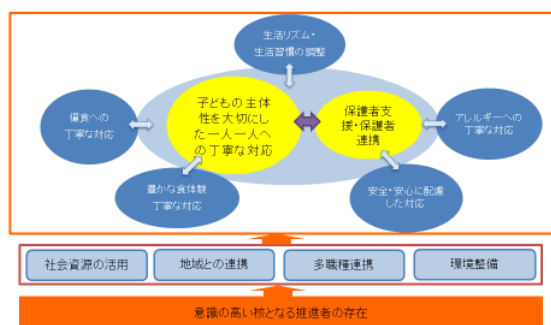 生活リズム・
生活習慣の調整
子どもの主体
性を大切にし
た一人一人へ
の丁寧な対応
保護者支
援・保護者
連携
偏食への
丁寧な対応
アレルギーへの
丁寧な対応
豊かな食体験
丁寧な対応
安全・安心に配慮
した対応
社会資源の活用
地域との連携
多職種連携
環境整備
意識の高い核となる推進者の存在